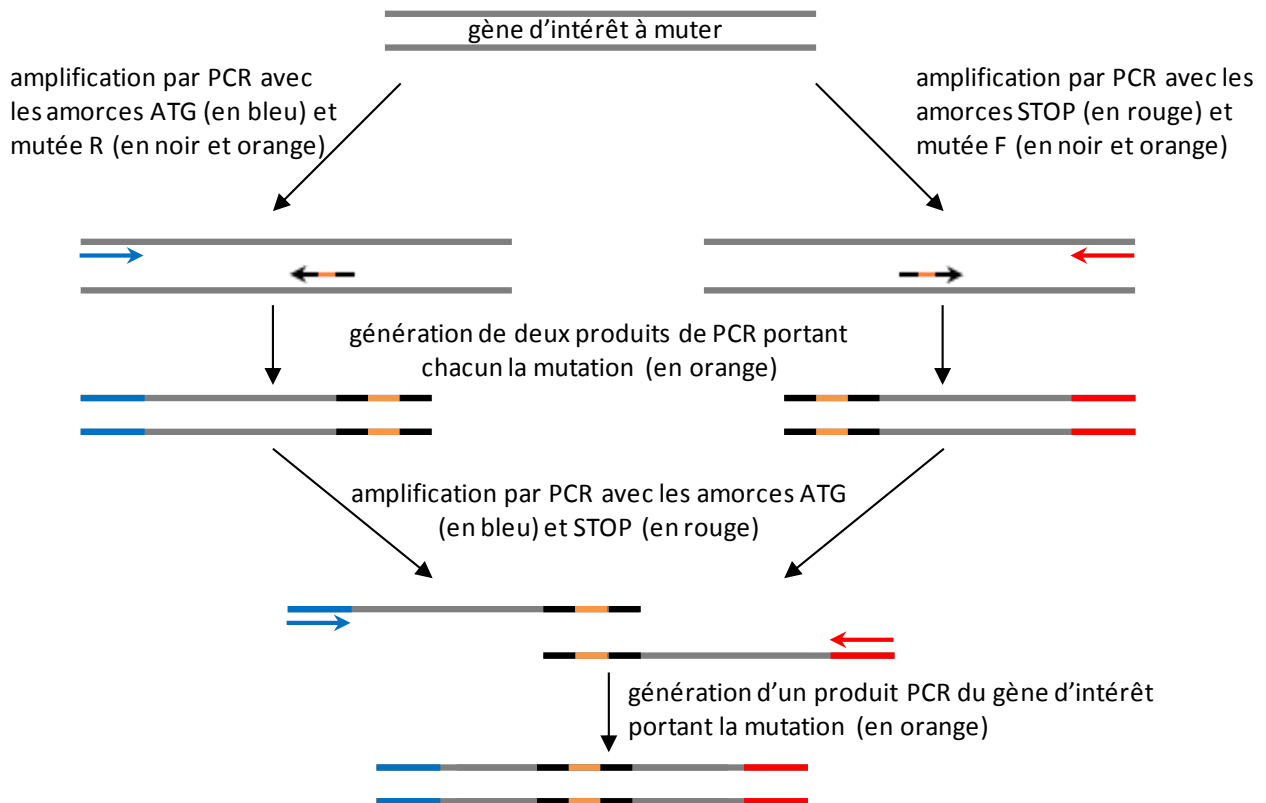 gène d'intérêt à muter
amplification par PCR avec
les amorces ATG (en bleu) et
mutée R (en noir et orange)
amplification par PCR avec les
amorces STOP (en rouge) et
mutée F (en noir et orange)
génération de deux produits de PCR portant
chacun la mutation (en orange)
amplification par PCR avec les amorces ATG
(en bleu) et STOP (en rouge)
génération d'un produit PCR du gène d'intérêt
portant la mutation (en orange)